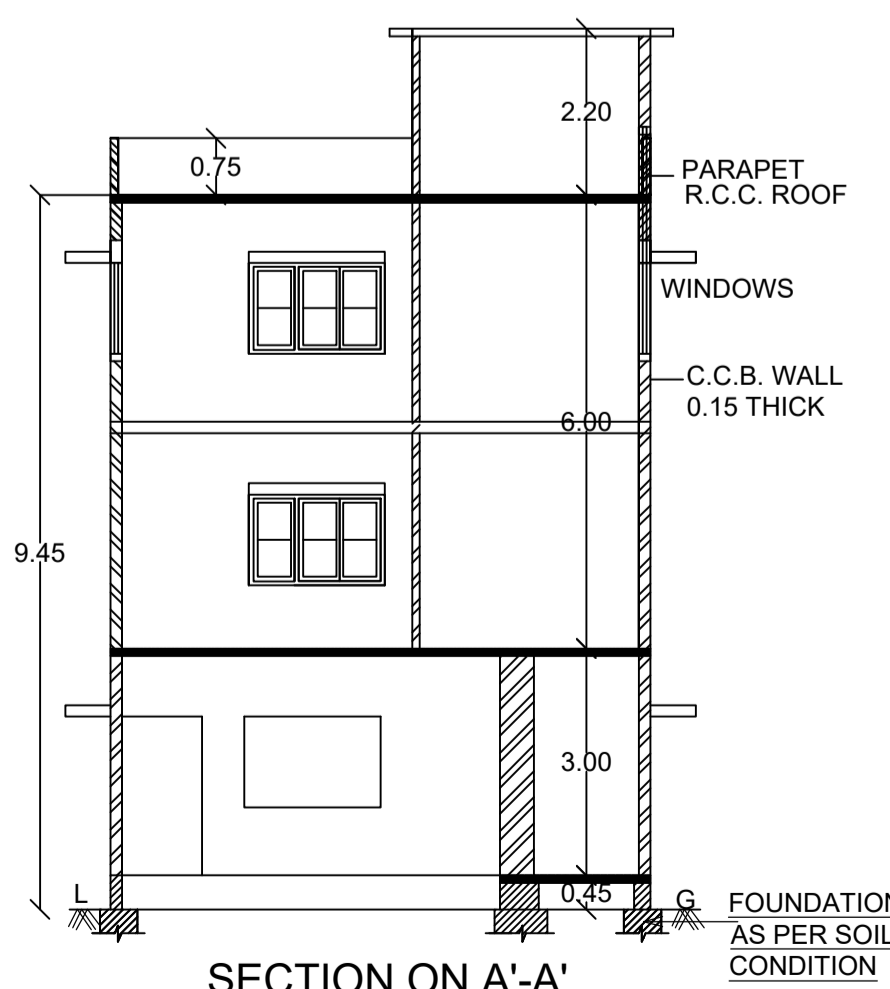 2.20
0.75
PARAPET
R.C.C. ROOF
WINDOWS
C.C.B. WALL
0.15 THICK
6.00
9.45
3.00
0.45
L
G
FOUNDATION
AS PER SOIL
CONDITION
SECTION ON A'-A'